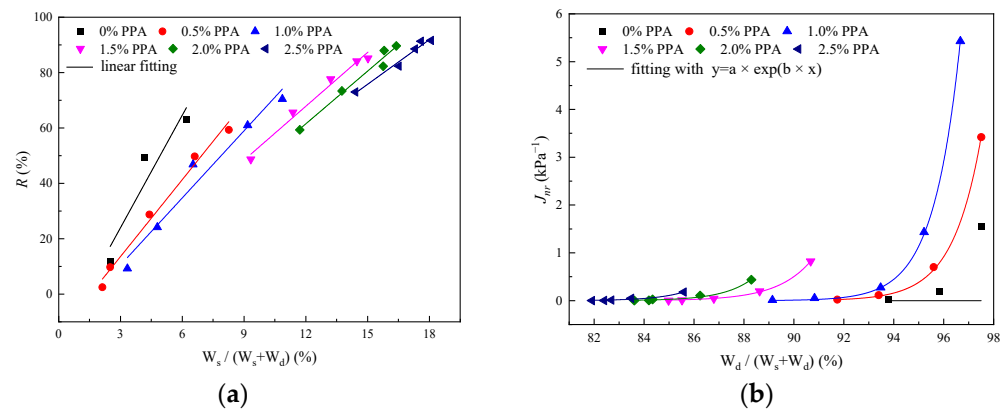 100
80
60
40
20
0
R (%)
0% PPA 0.5% PPA 1.0% PPA
1.5% PPA 2.0% PPA 2.5% PPA
linear fitting
0 3 6 9 12 15 18
Ws / (Ws+Wd) (%)
(a)
6
5
4
3
2
1
0
Jnr (kPa⁻¹)
0% PPA 0.5% PPA 1.0% PPA
1.5% PPA 2.0% PPA 2.5% PPA
fitting with y=a × exp(b × x)
82 84 86 88 90 92 94 96 98
Wd / (Ws+Wd) (%)
(b)